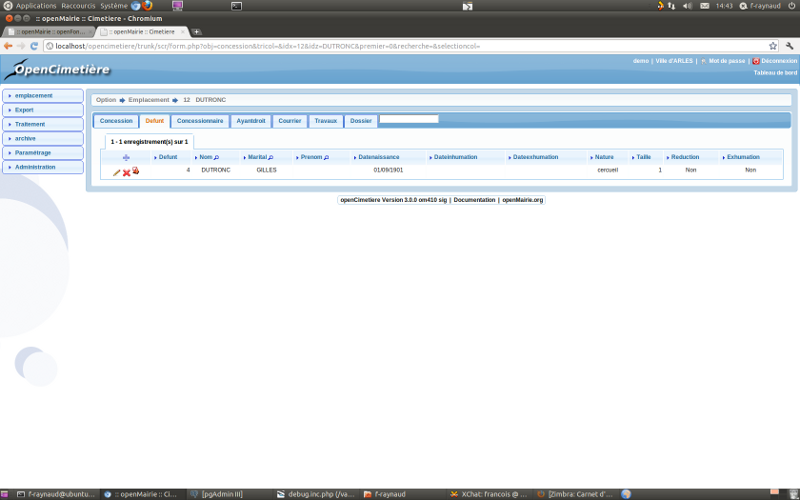 Applications Raccourcis Système 14:43 f-raynaud
:: openMairie :: Cimetiere - Chromium
:: openMairie :: openFon... :: openMairie :: Cimetiere
localhost/opencimetiere/trunk/scr/form.php?obj=concession&tricol=&idx=12&idz=DUTRONC&premier=0&recherche=&selectioncol=
OpenCimetière demo | Ville d'ARLES | Mot de passe | Déconnexion
Tableau de bord
emplacement
Export
Traitement
archive
Paramétrage
Administration
Option Emplacement 12 DUTRONC
Concession Defunt Concessionnaire Ayantdroit Courrier Travaux Dossier
1 - 1 enregistrement(s) sur 1
Defunt Nom Marital Prenom Datenaissance Dateinhumation Dateexhumation Nature Taille Reduction Exhumation
4 DUTRONC GILLES 01/09/1901 cercueil 1 Non Non
openCimetiere Version 3.0.0 om410 sig | Documentation | openMairie.org
f-raynaud@ubuntu... :: openMairie :: Ci... [pgAdmin III] debug.inc.php (/va... f-raynaud XChat: francois @ ... [Zimbra: Carnet d'...